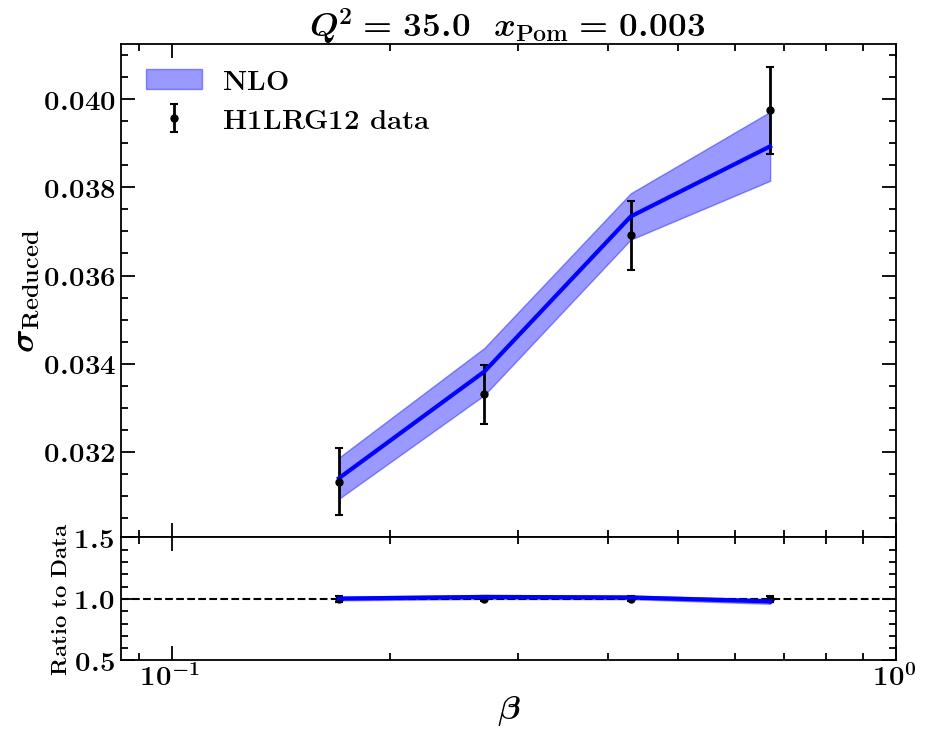 Q² = 35.0 x_Pom = 0.003
NLO
H1LRG12 data
0.040
0.038
0.036
0.034
0.032
σ_Reduced
1.5
1.0
0.5
Ratio to Data
10⁻¹
10⁰
β